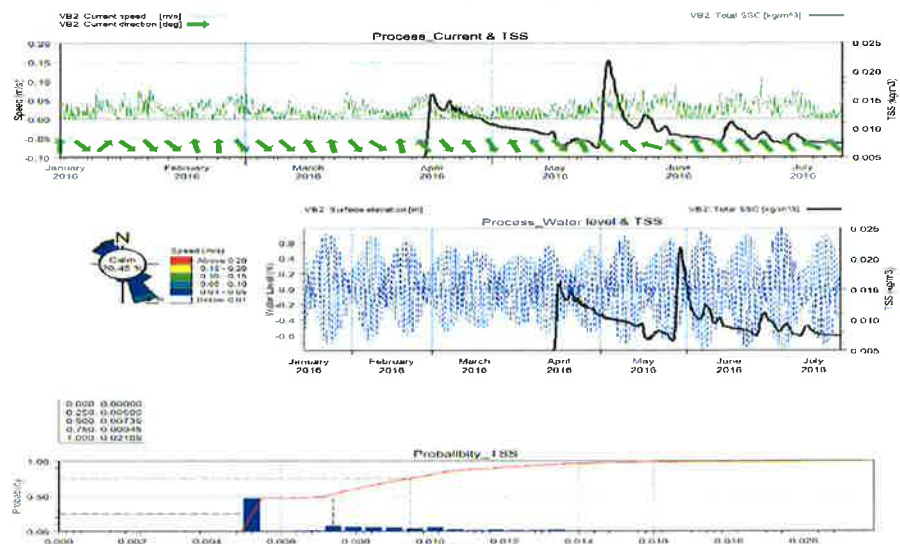 VB2: Current speed [m/s]
VB2: Current direction [deg]
VB2: Total SSC [kg/m^3]
Process_Current & TSS
Speed [m/s]
0.20
0.15
0.10
0.05
0.00
-0.05
-0.10
0.025
0.020
0.015
0.010
0.005
TSS [kg/m3]
January 2016
February 2016
March 2016
April 2016
May 2016
June 2016
July 2016
VB2: Surface elevation [m]
VB2: Total SSC [kg/m^3]
Process_Water level & TSS
N
Calm
Speed [m/s]
Above 0.20
0.15 - 0.20
0.10 - 0.15
0.05 - 0.10
0.01 - 0.05
Below 0.01
Water Level [m]
0.8
0.4
0.2
0.0
-0.2
-0.4
-0.6
0.025
0.020
0.015
0.010
0.005
TSS [kg/m3]
January 2016
February 2016
March 2016
April 2016
May 2016
June 2016
July 2016
0.000
0.250
0.500
0.750
1.000
Probalibity_TSS
Probability
1.00
0.50
0.00
0.000 0.002 0.004 0.006 0.008 0.010 0.012 0.014 0.016 0.018 0.020